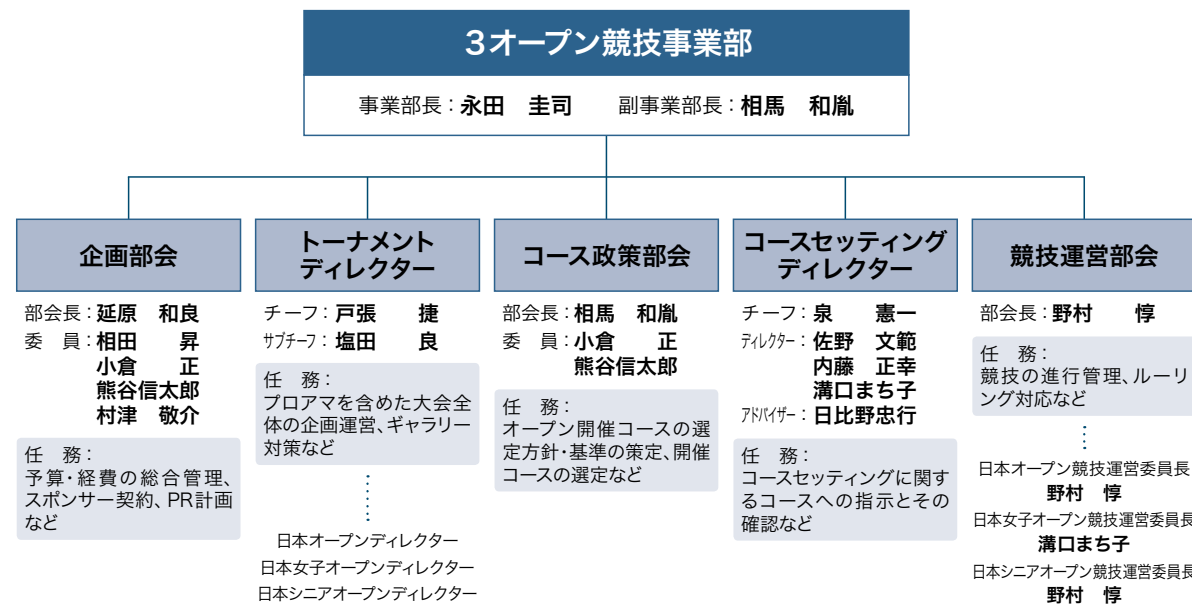 3オープン競技事業部
事業部長：永田　圭司　　副事業部長：相馬　和胤
企画部会
部会長：延原　和良
委　員：相田　　昇
小倉　　正
熊谷信太郎
村津　敬介
任　務：
予算・経費の総合管理、
スポンサー契約、PR計画
など
トーナメント
ディレクター
チーフ：戸張　　捷
サブチーフ：塩田　　良
任　務：
プロアマを含めた大会全
体の企画運営、ギャラリー
対策など
日本オープンディレクター
日本女子オープンディレクター
日本シニアオープンディレクター
コース政策部会
部会長：相馬　和胤
委　員：小倉　　正
熊谷信太郎
任　務：
オープン開催コースの選
定方針・基準の策定、開催
コースの選定など
コースセッティング
ディレクター
チーフ：泉　　憲一
ディレクター：佐野　文範
内藤　正幸
溝口まち子
アドバイザー：日比野忠行
任　務：
コースセッティングに関す
るコースへの指示とその
確認など
競技運営部会
部会長：野村　　惇
任　務：
競技の進行管理、ルーリ
ング対応など
日本オープン競技運営委員長
野村　惇
日本女子オープン競技運営委員長
溝口まち子
日本シニアオープン競技運営委員長
野村　惇